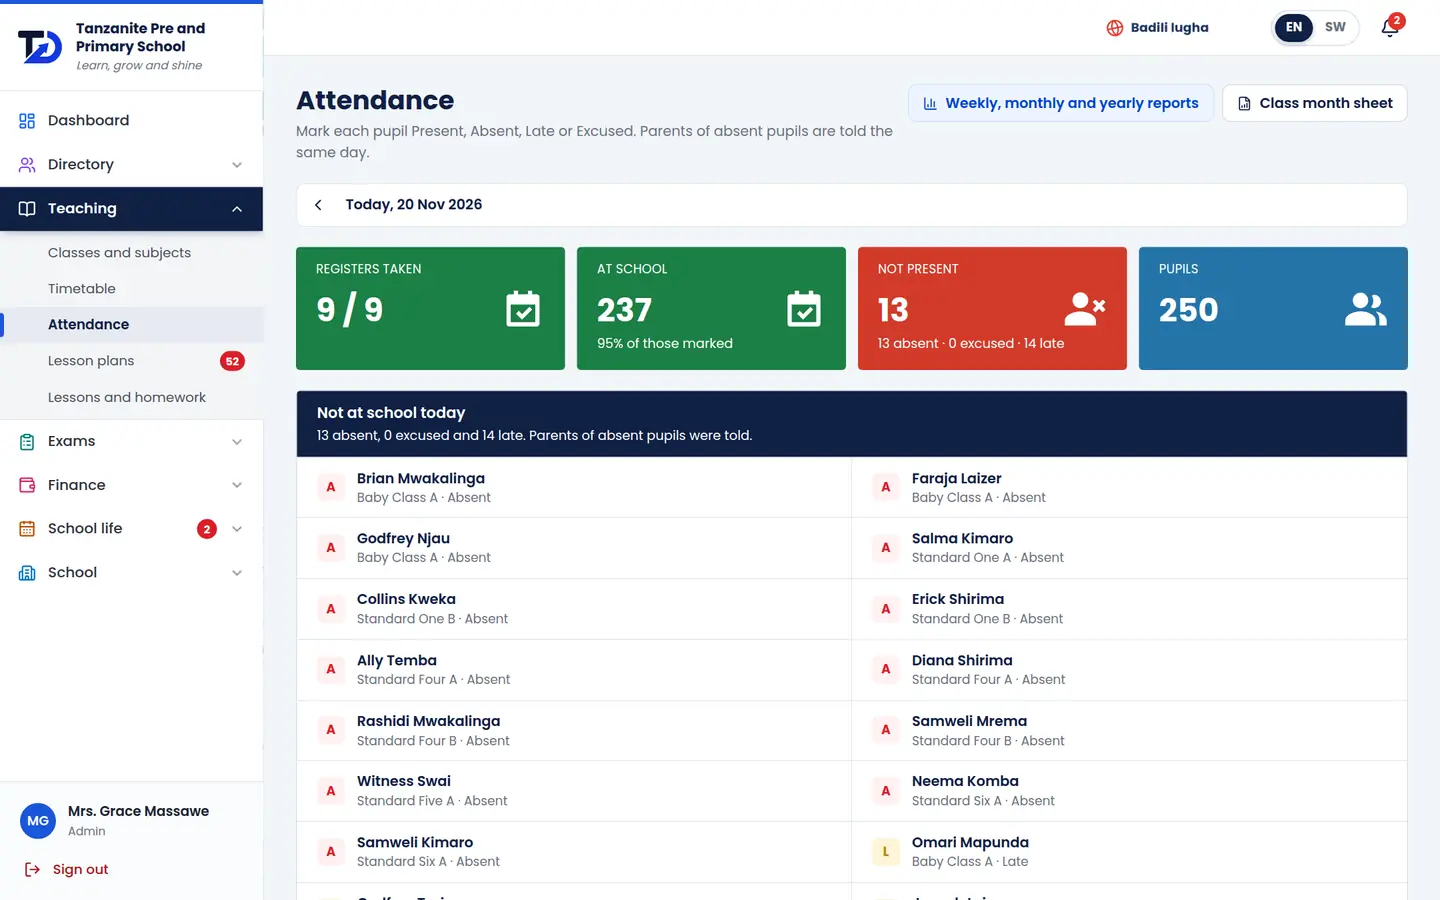 Tanzanite Pre and
Primary School
Learn, grow and shine
Dashboard
Directory
Teaching
Classes and subjects
Timetable
Attendance
Lesson plans 52
Lessons and homework
Exams
Finance
School life 2
School
MG
Mrs. Grace Massawe
Admin
Sign out
Badili lugha
EN SW
2
Attendance
Mark each pupil Present, Absent, Late or Excused. Parents of absent pupils are told the
same day.
Weekly, monthly and yearly reports
Class month sheet
Today, 20 Nov 2026
REGISTERS TAKEN
9 / 9
AT SCHOOL
237
95% of those marked
NOT PRESENT
13
13 absent · 0 excused · 14 late
PUPILS
250
Not at school today
13 absent, 0 excused and 14 late. Parents of absent pupils were told.
A Brian Mwakalinga
Baby Class A · Absent
A Faraja Laizer
Baby Class A · Absent
A Godfrey Njau
Baby Class A · Absent
A Salma Kimaro
Standard One A · Absent
A Collins Kweka
Standard One B · Absent
A Erick Shirima
Standard One B · Absent
A Ally Temba
Standard Four A · Absent
A Diana Shirima
Standard Four A · Absent
A Rashidi Mwakalinga
Standard Four B · Absent
A Samweli Mrema
Standard Four B · Absent
A Witness Swai
Standard Five A · Absent
A Neema Komba
Standard Six A · Absent
A Samweli Kimaro
Standard Six A · Absent
L Omari Mapunda
Baby Class A · Late